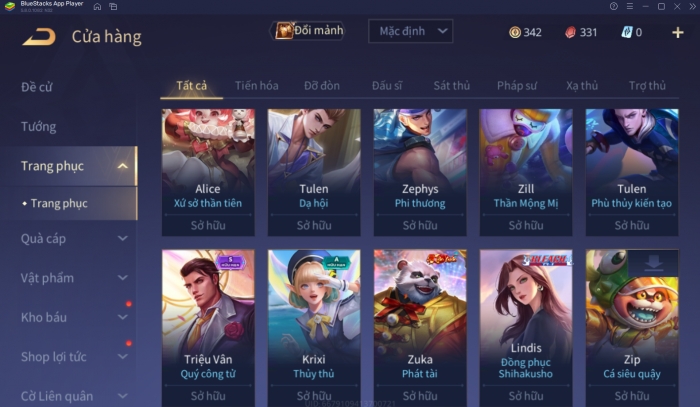 BlueStacks App Player
Cửa hàng
Đổi mảnh
Mặc định
342
331
0
Đề cử
Tướng
Trang phục
Trang phục
Quà cáp
Vật phẩm
Kho báu
Shop lợi tức
Cờ Liên quân
Tất cả
Tiến hóa
Đỡ đòn
Đấu sĩ
Sát thủ
Pháp sư
Xạ thủ
Trợ thủ
Alice
Xứ sở thần tiên
Sở hữu
Tulen
Dạ hội
Sở hữu
Zephys
Phi thương
Sở hữu
Zill
Thần Mộng Mị
Sở hữu
Tulen
Phù thủy kiến tạo
Sở hữu
S
HỮU HẠN
Triệu Vân
Quý công tử
Sở hữu
A
HỮU HẠN
Krixi
Thủy thủ
Sở hữu
Zuka
Phát tài
Sở hữu
BLEACH
Lindis
Đồng phục
Shihakusho
Sở hữu
Zip
Cá siêu quậy
Sở hữu